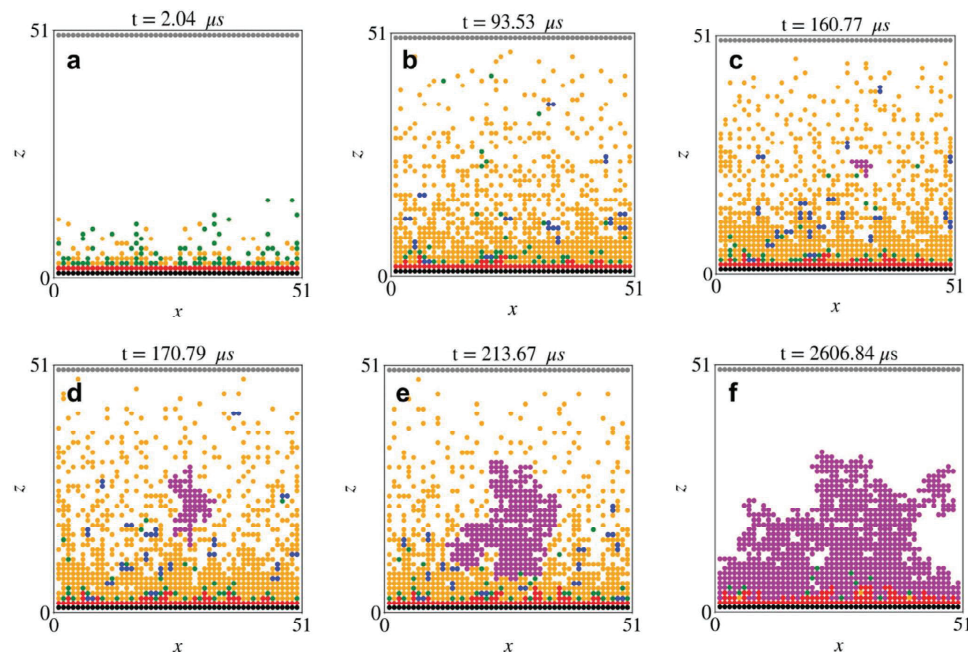 t = 2.04 μs
51
a
z
0
0
51
x
t = 93.53 μs
51
b
z
0
0
51
x
t = 160.77 μs
51
c
z
0
0
51
x
t = 170.79 μs
51
d
z
0
0
51
x
t = 213.67 μs
51
e
z
0
0
51
x
t = 2606.84 μs
51
f
z
0
0
51
x